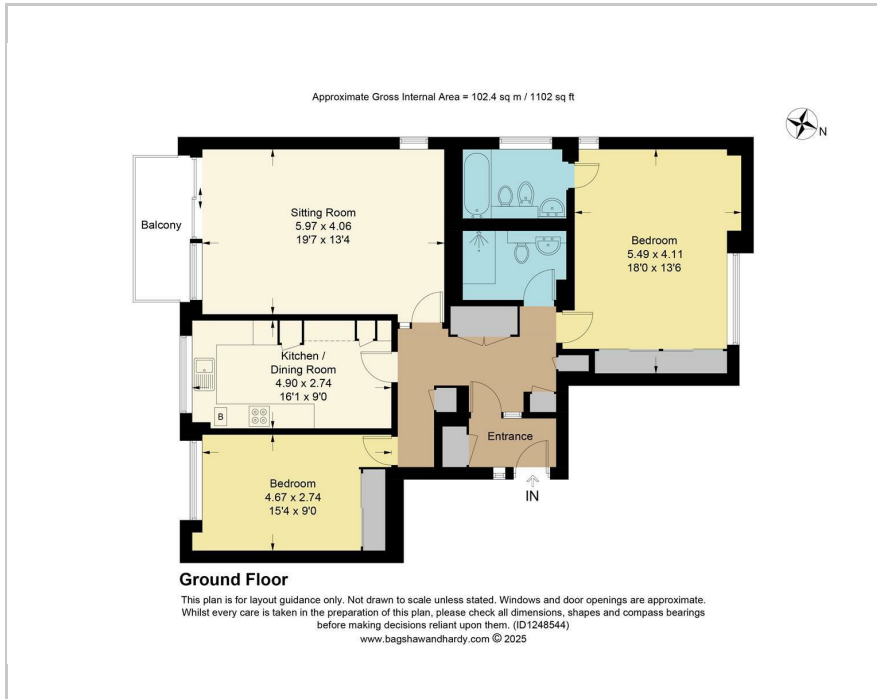 Approximate Gross Internal Area = 102.4 sq m / 1102 sq ft
N
Balcony
Sitting Room
5.97 x 4.06
19'7 x 13'4
Bedroom
5.49 x 4.11
18'0 x 13'6
Kitchen /
Dining Room
4.90 x 2.74
16'1 x 9'0
B
Entrance
IN
Bedroom
4.67 x 2.74
15'4 x 9'0
Ground Floor
This plan is for layout guidance only. Not drawn to scale unless stated. Windows and door openings are approximate.
Whilst every care is taken in the preparation of this plan, please check all dimensions, shapes and compass bearings
before making decisions reliant upon them. (ID1248544)
www.bagshawandhardy.com © 2025